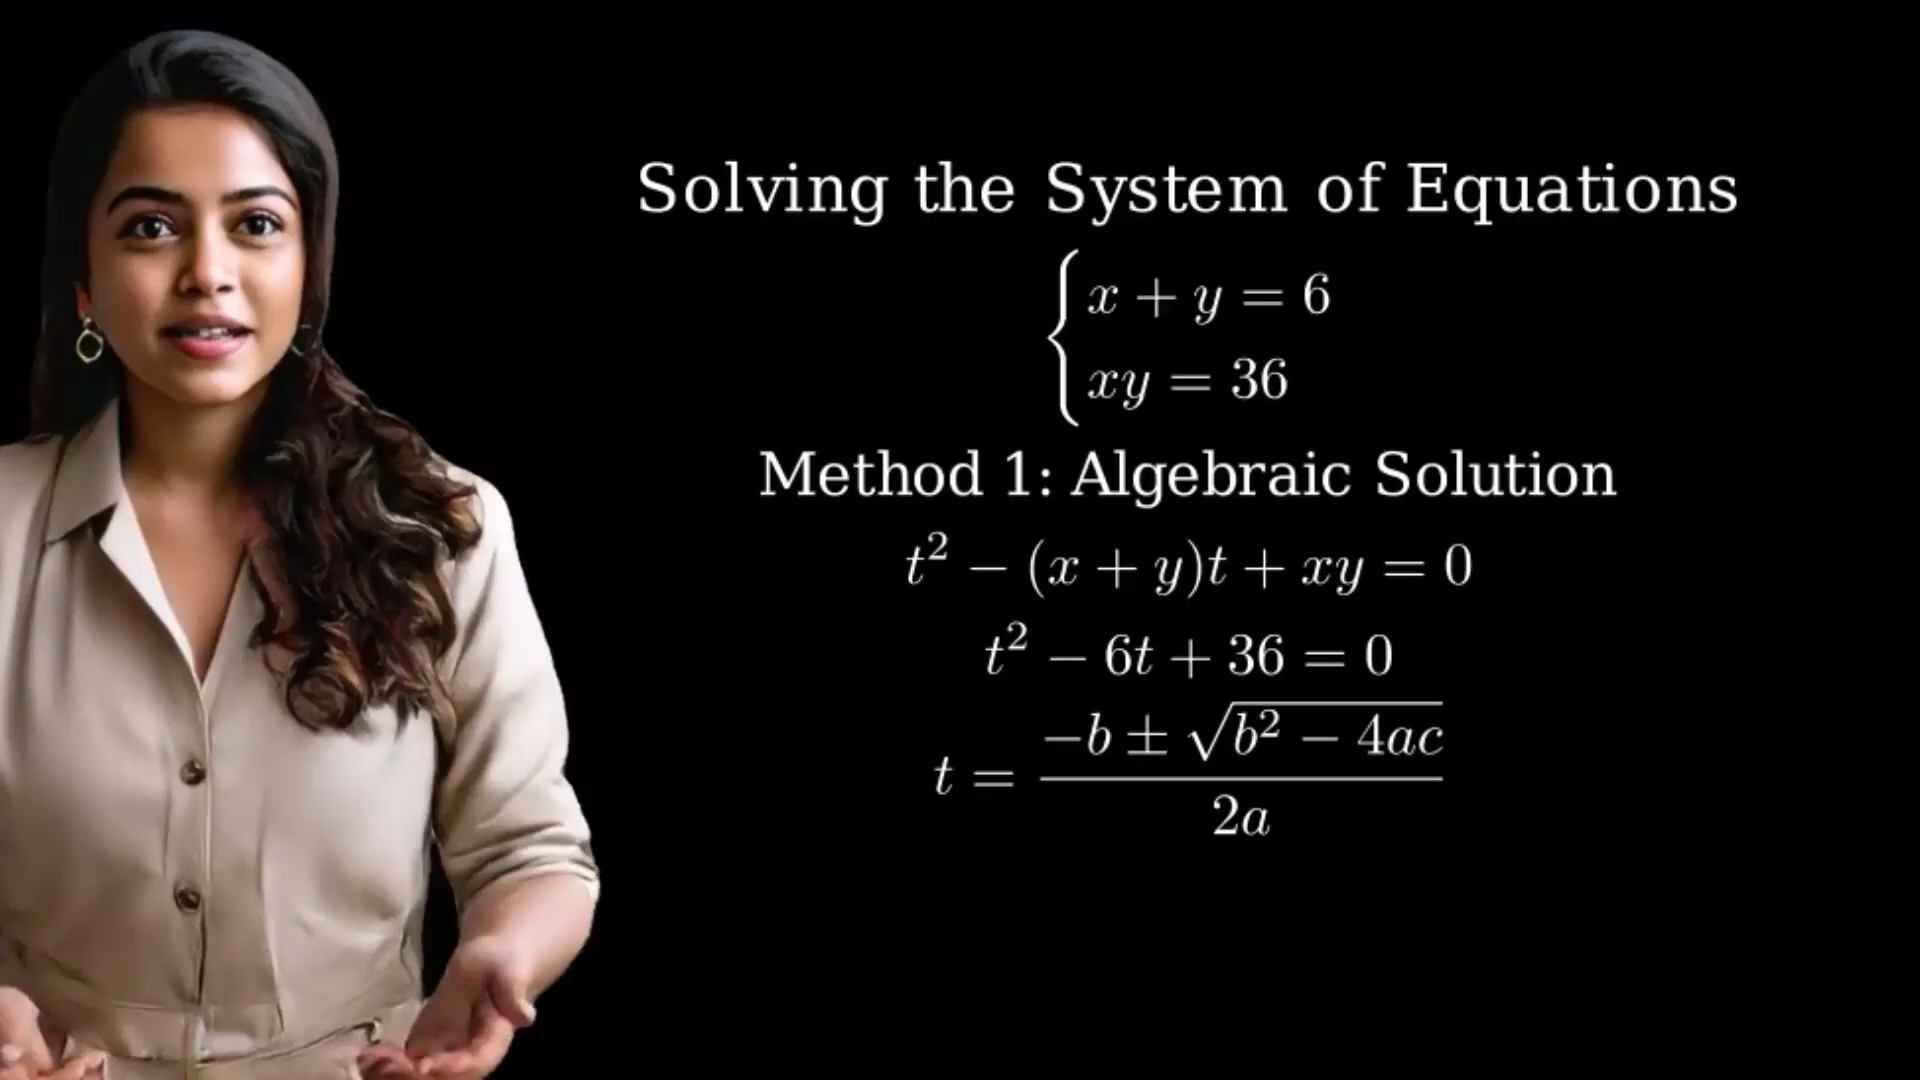 Solving the System of Equations
x + y = 6
xy = 36
Method 1: Algebraic Solution
t² − (x + y)t + xy = 0
t² − 6t + 36 = 0
t = (−b ± √(b² − 4ac)) / 2a